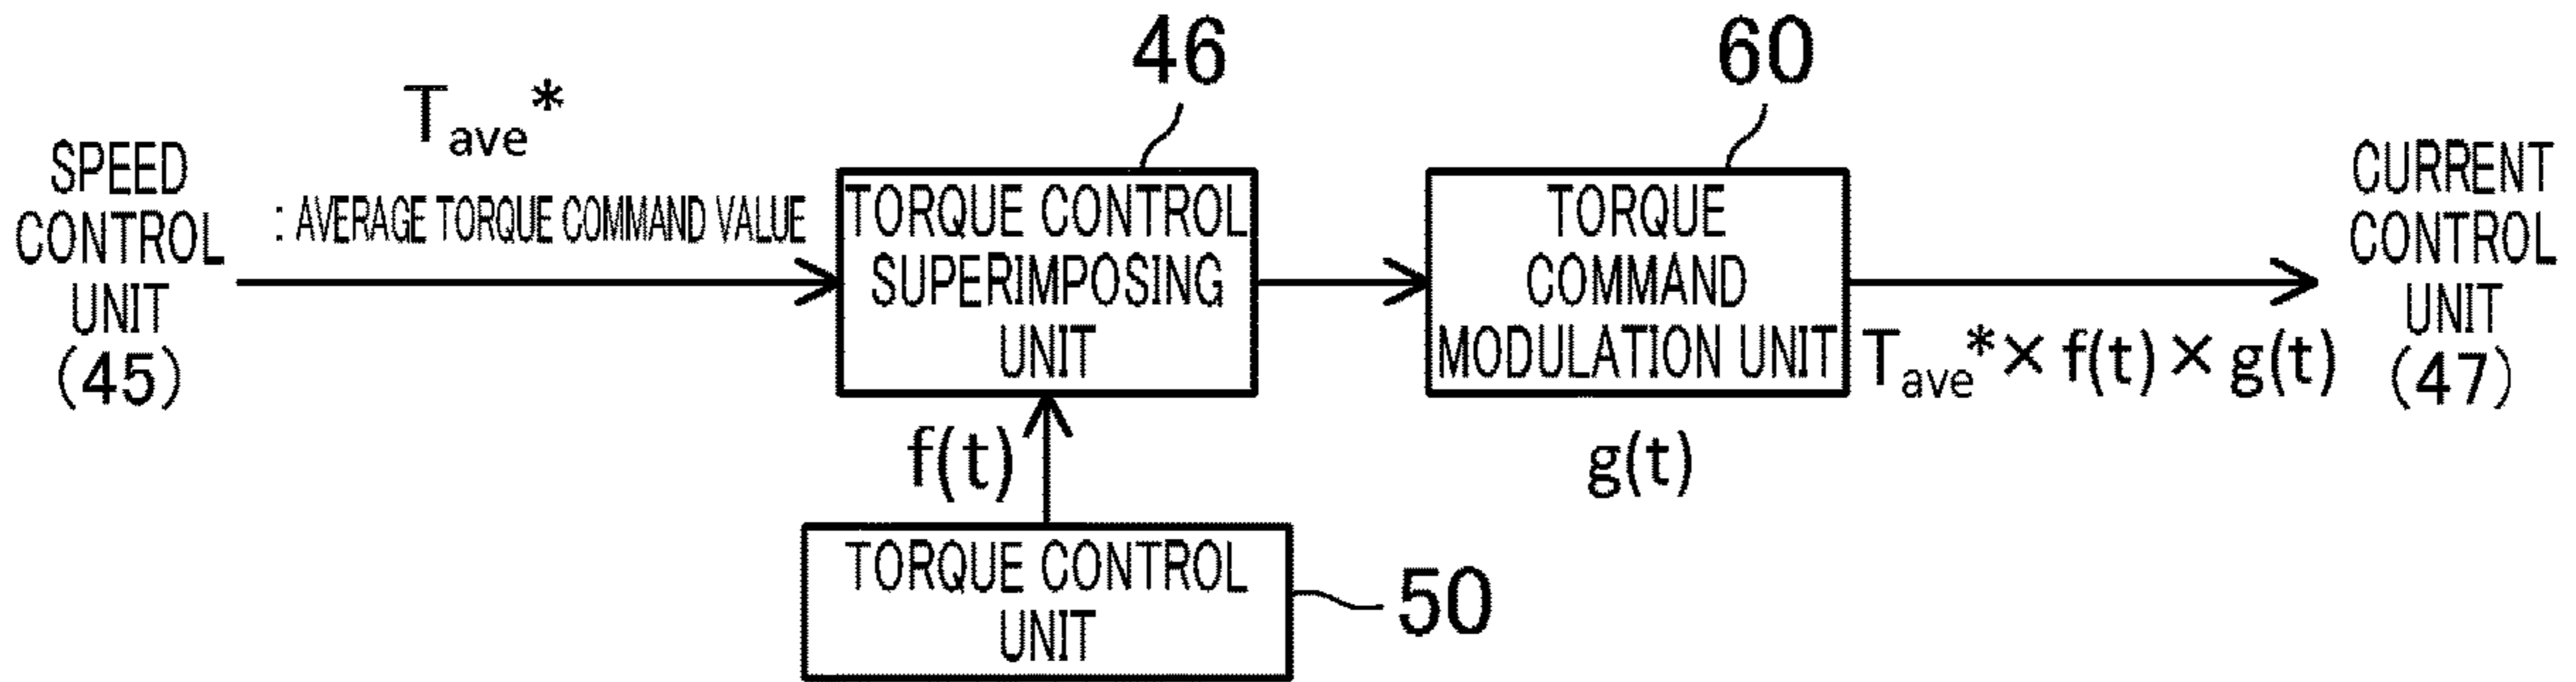 SPEED
CONTROL
UNIT
(45)
Tave*
: AVERAGE TORQUE COMMAND VALUE
46
TORQUE CONTROL
SUPERIMPOSING
UNIT
60
TORQUE
COMMAND
MODULATION UNIT
g(t)
Tave*× f(t) × g(t)
CURRENT
CONTROL
UNIT
(47)
f(t)
TORQUE CONTROL
UNIT
50